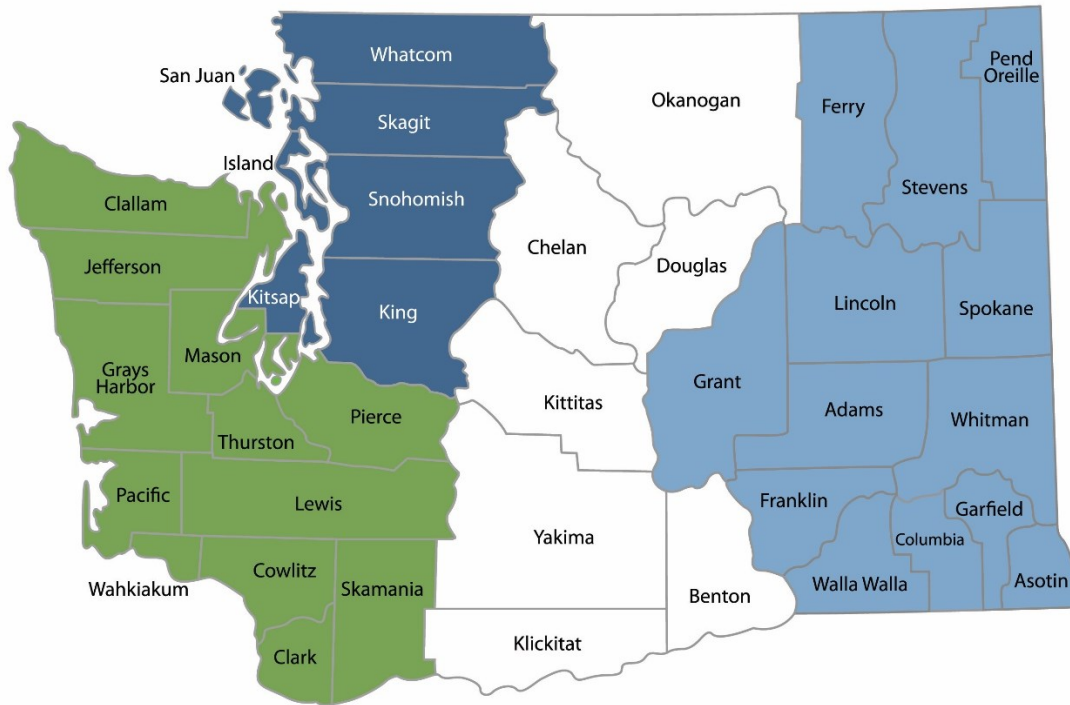 Whatcom
San Juan
Okanogan
Pend
Oreille
Ferry
Skagit
Island
Stevens
Snohomish
Clallam
Chelan
Douglas
Jefferson
Kitsap
King
Lincoln
Spokane
Mason
Grays
Harbor
Grant
Kittitas
Adams
Pierce
Whitman
Thurston
Pacific
Lewis
Franklin
Garfield
Yakima
Columbia
Wahkiakum
Cowlitz
Skamania
Benton
Walla Walla
Asotin
Klickitat
Clark